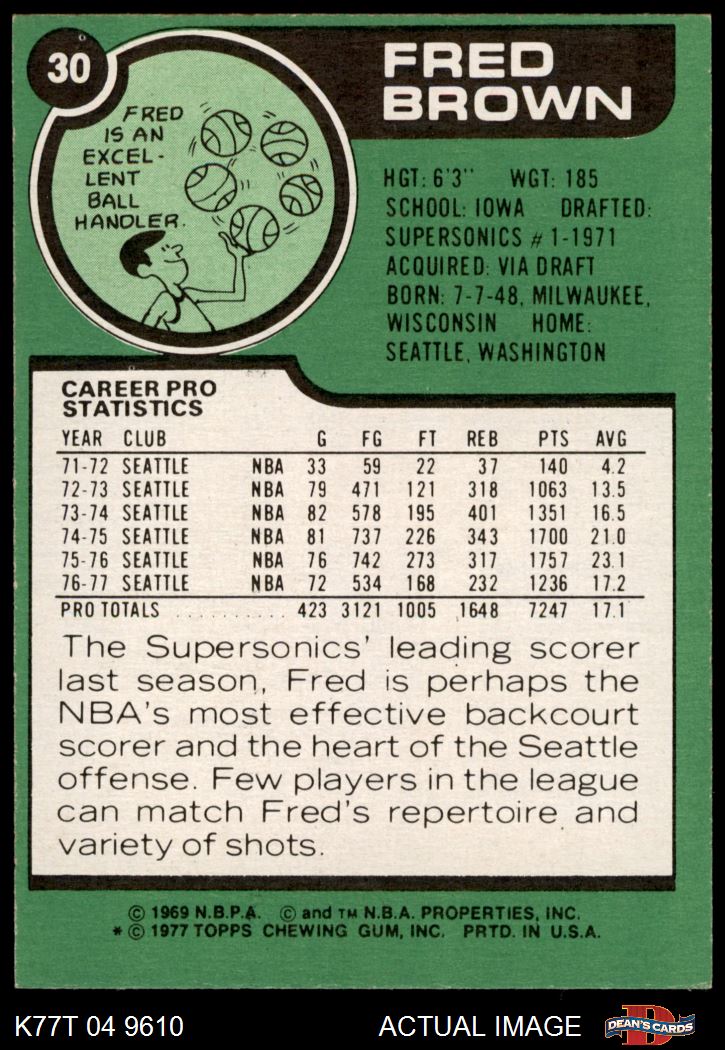 30
FRED
BROWN
FRED
IS AN
EXCEL-
LENT
BALL
HANDLER.
HGT: 6'3" WGT: 185
SCHOOL: IOWA DRAFTED:
SUPERSONICS #1-1971
ACQUIRED: VIA DRAFT
BORN: 7-7-48, MILWAUKEE,
WISCONSIN HOME:
SEATTLE, WASHINGTON
CAREER PRO
STATISTICS
YEAR CLUB G FG FT REB PTS AVG
71-72 SEATTLE NBA 33 59 22 37 140 4.2
72-73 SEATTLE NBA 79 471 121 318 1063 13.5
73-74 SEATTLE NBA 82 578 195 401 1351 16.5
74-75 SEATTLE NBA 81 737 226 343 1700 21.0
75-76 SEATTLE NBA 76 742 273 317 1757 23.1
76-77 SEATTLE NBA 72 534 168 232 1236 17.2
PRO TOTALS .......... 423 3121 1005 1648 7247 17.1
The Supersonics' leading scorer
last season, Fred is perhaps the
NBA's most effective backcourt
scorer and the heart of the Seattle
offense. Few players in the league
can match Fred's repertoire and
variety of shots.
© 1969 N.B.P.A. © and TM N.B.A. PROPERTIES, INC.
* © 1977 TOPPS CHEWING GUM, INC. PRTD. IN U.S.A.
K77T 04 9610 ACTUAL IMAGE DEAN'S CARDS